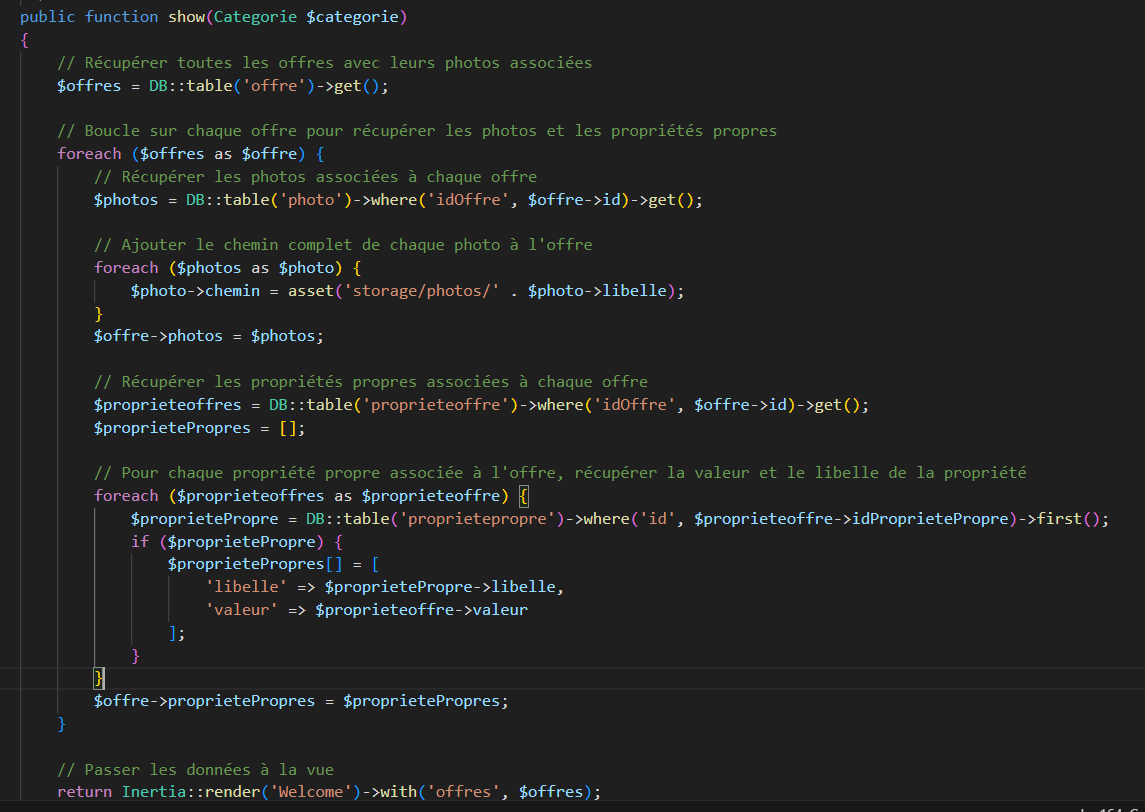 public function show(Categorie $categorie)
{
// Récupérer toutes les offres avec leurs photos associées
$offres = DB::table('offre')->get();
// Boucle sur chaque offre pour récupérer les photos et les propriétés propres
foreach ($offres as $offre) {
// Récupérer les photos associées à chaque offre
$photos = DB::table('photo')->where('idOffre', $offre->id)->get();
// Ajouter le chemin complet de chaque photo à l'offre
foreach ($photos as $photo) {
$photo->chemin = asset('storage/photos/' . $photo->libelle);
}
$offre->photos = $photos;
// Récupérer les propriétés propres associées à chaque offre
$proprieteoffres = DB::table('proprieteoffre')->where('idOffre', $offre->id)->get();
$proprietePropres = [];
// Pour chaque propriété propre associée à l'offre, récupérer la valeur et le libelle de la propriété
foreach ($proprieteoffres as $proprieteoffre) {
$proprietePropre = DB::table('proprietepropre')->where('id', $proprieteoffre->idProprietePropre)->first();
if ($proprietePropre) {
$proprietePropres[] = [
'libelle' => $proprietePropre->libelle,
'valeur' => $proprieteoffre->valeur
];
}
}
$offre->proprietePropres = $proprietePropres;
}
// Passer les données à la vue
return Inertia::render('Welcome')->with('offres', $offres);